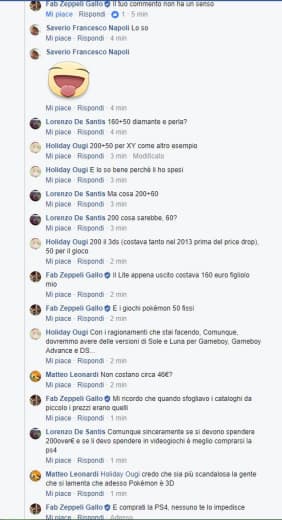 Fab Zeppeli Gallo Il tuo commento non ha un senso
Mi piace · Rispondi · 1 · 5 min
Saverio Francesco Napoli Lo so
Mi piace · Rispondi · 4 min
Saverio Francesco Napoli
Mi piace · Rispondi · 4 min
Lorenzo De Santis 160+50 diamante e perla?
Mi piace · Rispondi · 4 min
Holiday Ougi 200+50 per XY come altro esempio
Mi piace · Rispondi · 3 min · Modificato
Holiday Ougi E lo so bene perchè li ho spesi
Mi piace · Rispondi · 3 min
Lorenzo De Santis Ma cosa 200+60
Mi piace · Rispondi · 3 min
Lorenzo De Santis 200 cosa sarebbe, 60?
Mi piace · Rispondi · 3 min
Holiday Ougi 200 il 3ds (costava tanto nel 2013 prima del price drop),
50 per il gioco
Mi piace · Rispondi · 2 min
Fab Zeppeli Gallo Il Lite appena uscito costava 160 euro figliolo
mio
Mi piace · Rispondi · 2 min
Fab Zeppeli Gallo E i giochi pokémon 50 fissi
Mi piace · Rispondi · 2 min
Holiday Ougi Con i ragionamenti che stai facendo, Comunque,
dovremmo avere delle versioni di Sole e Luna per Gameboy, Gameboy
Advance e DS...
Mi piace · Rispondi · 2 min
Matteo Leonardi Non costano circa 46€?
Mi piace · Rispondi · 2 min
Fab Zeppeli Gallo Mi ricordo che quando sfogliavo i cataloghi da
piccolo i prezzi erano quelli
Mi piace · Rispondi · 1 min
Lorenzo De Santis Comunque sinceramente se si devono spendere
200over€ e se li devo spendere in videogiochi è meglio comprarsi la
ps4
Mi piace · Rispondi · 1 min
Matteo Leonardi Holiday Ougi credo che sia più scandalosa la gente
che si lamenta che adesso Pokémon è 3D
Mi piace · Rispondi · 1 min
Fab Zeppeli Gallo E comprati la PS4, nessuno te lo impedisce
Mi piace · Rispondi · Adesso